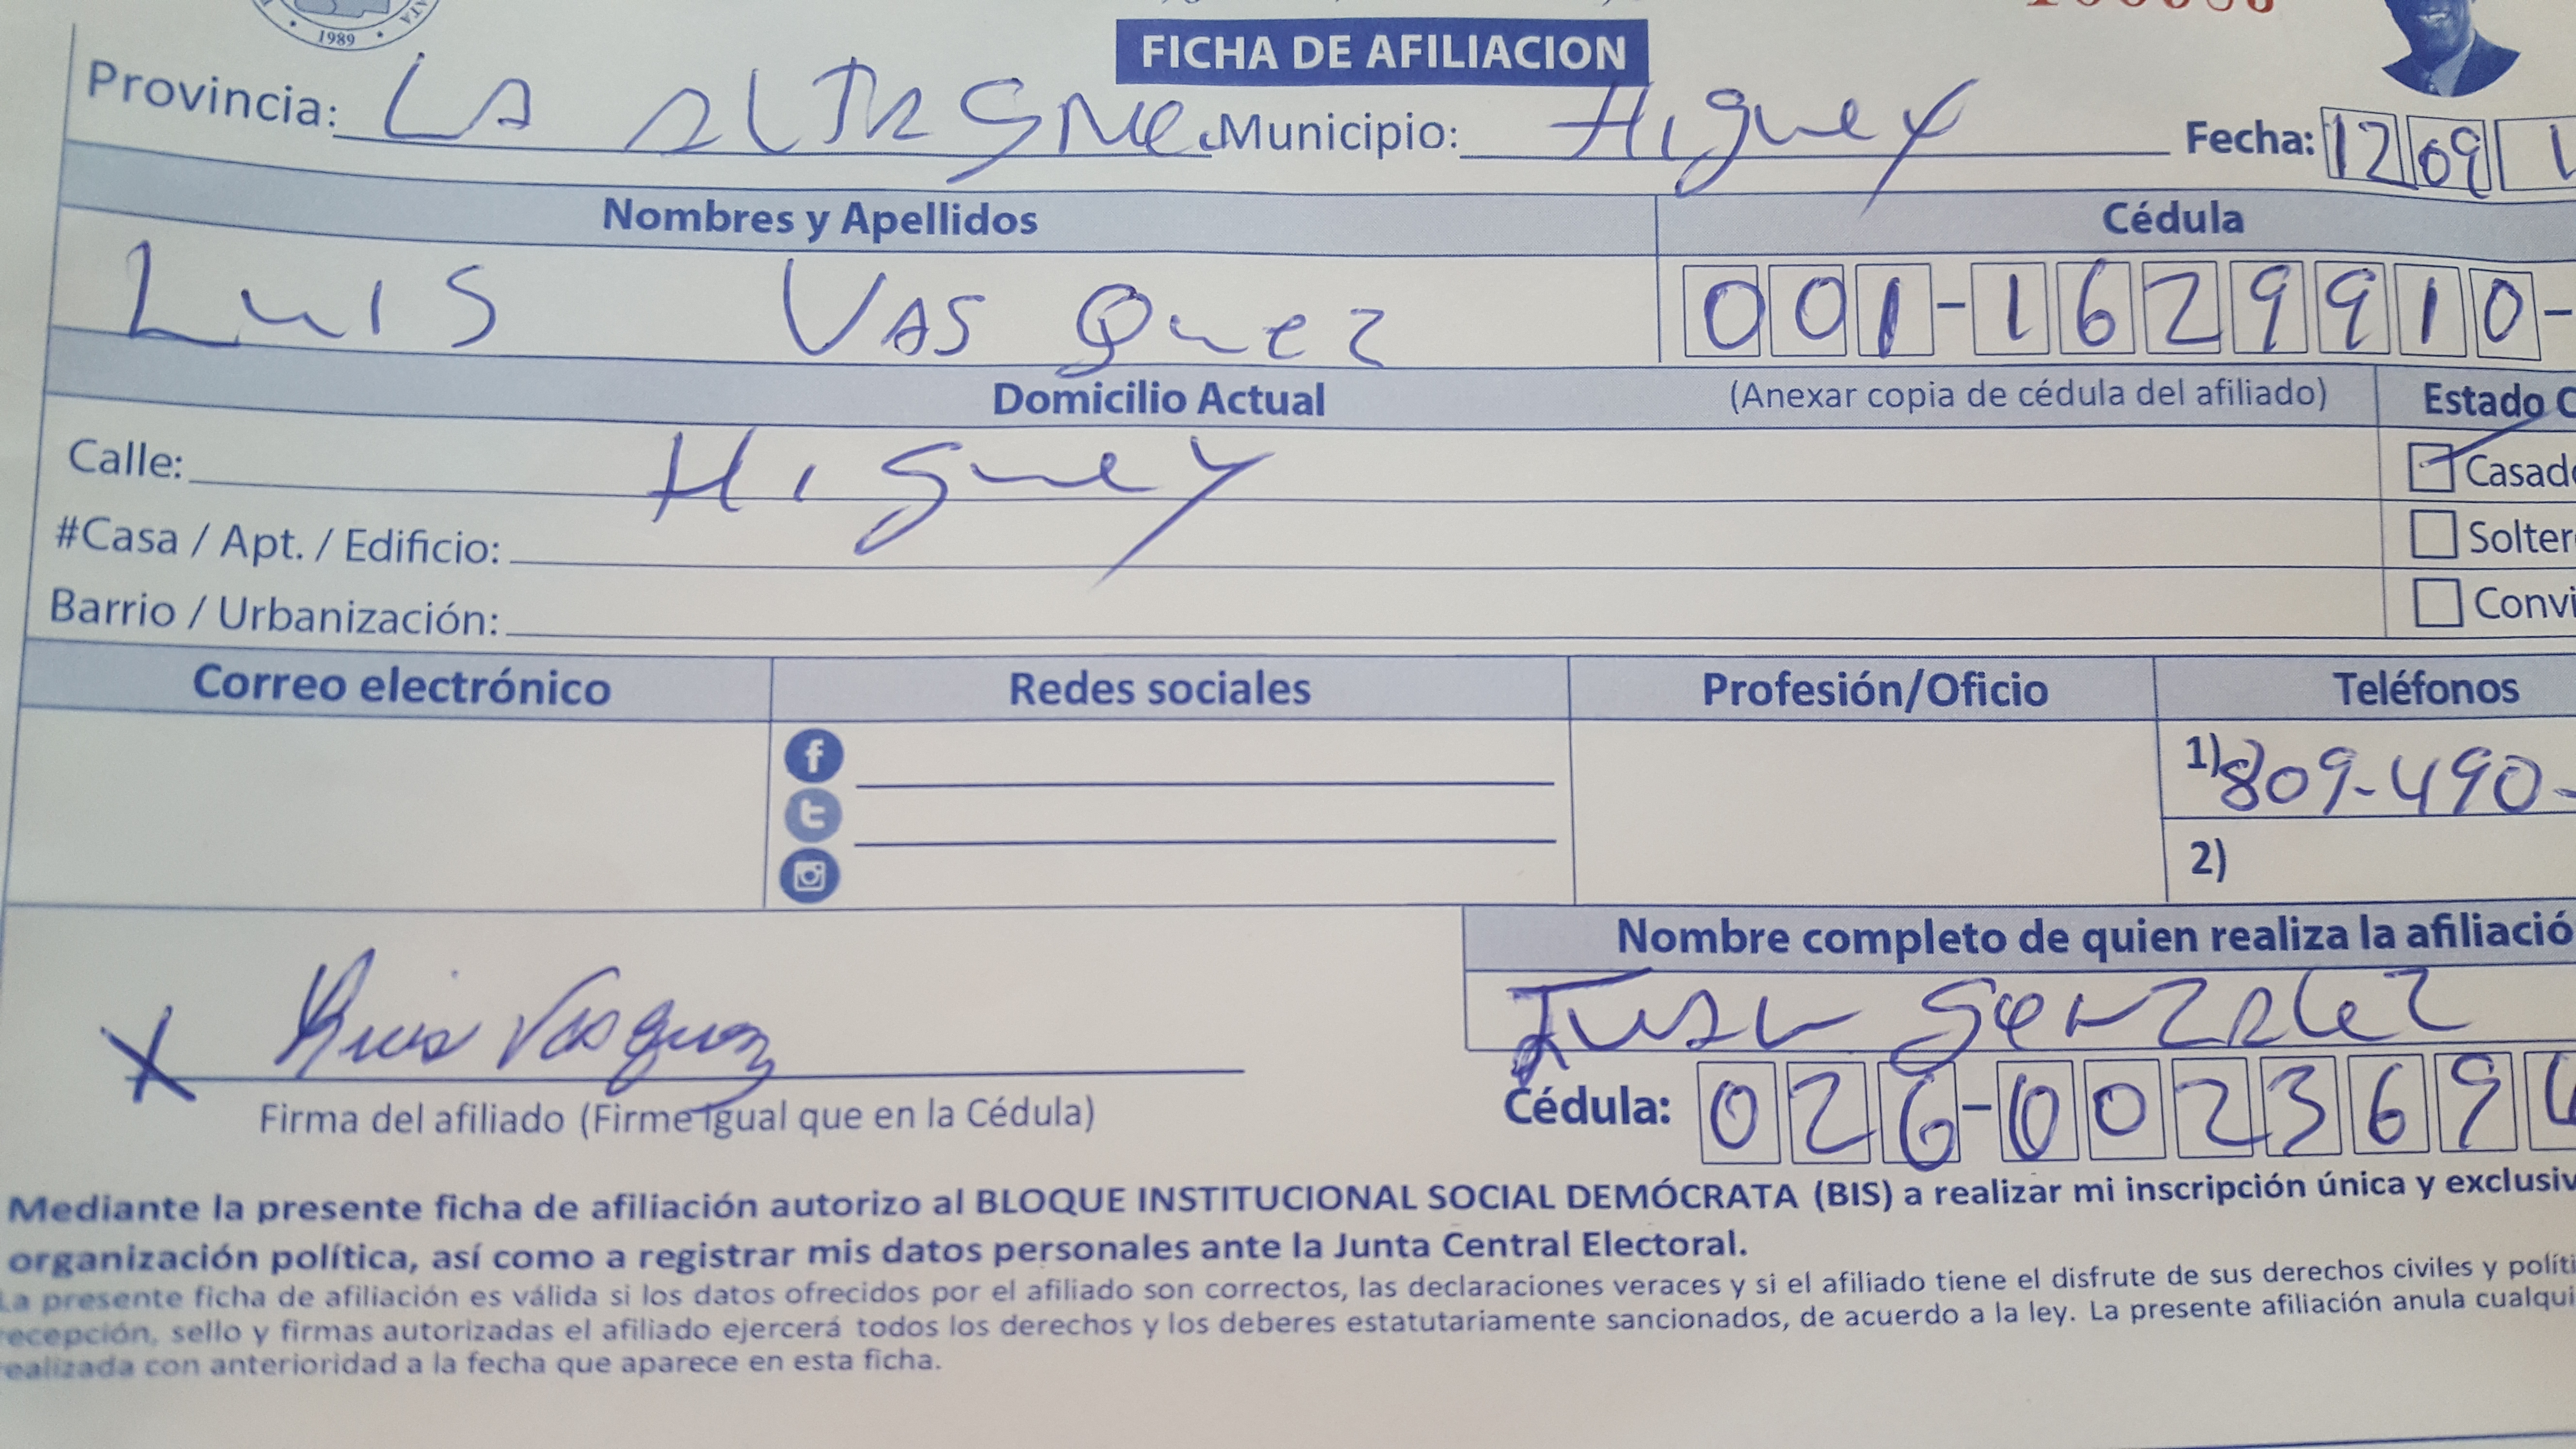 1989
FICHA DE AFILIACION
Provincia: LA Altagrac. Municipio: Higuey Fecha: 12 09
Nombres y Apellidos Cédula
Luis VASQuez 001-1629910-
Domicilio Actual (Anexar copia de cédula del afiliado) Estado C
Calle: Higuey Casad
#Casa / Apt. / Edificio: Solter
Barrio / Urbanización: Convi
Correo electrónico Redes sociales Profesión/Oficio Teléfonos
1) 809-490-
2)
Nombre completo de quien realiza la afiliació
Juan Gonzalez
X Luis Vasquez
Firma del afiliado (Firme igual que en la Cédula) Cédula: 026-002369
Mediante la presente ficha de afiliación autorizo al BLOQUE INSTITUCIONAL SOCIAL DEMÓCRATA (BIS) a realizar mi inscripción única y exclusiv
organización política, así como a registrar mis datos personales ante la Junta Central Electoral.
La presente ficha de afiliación es válida si los datos ofrecidos por el afiliado son correctos, las declaraciones veraces y si el afiliado tiene el disfrute de sus derechos civiles y políti
recepción, sello y firmas autorizadas el afiliado ejercerá todos los derechos y los deberes estatutariamente sancionados, de acuerdo a la ley. La presente afiliación anula cualqui
realizada con anterioridad a la fecha que aparece en esta ficha.